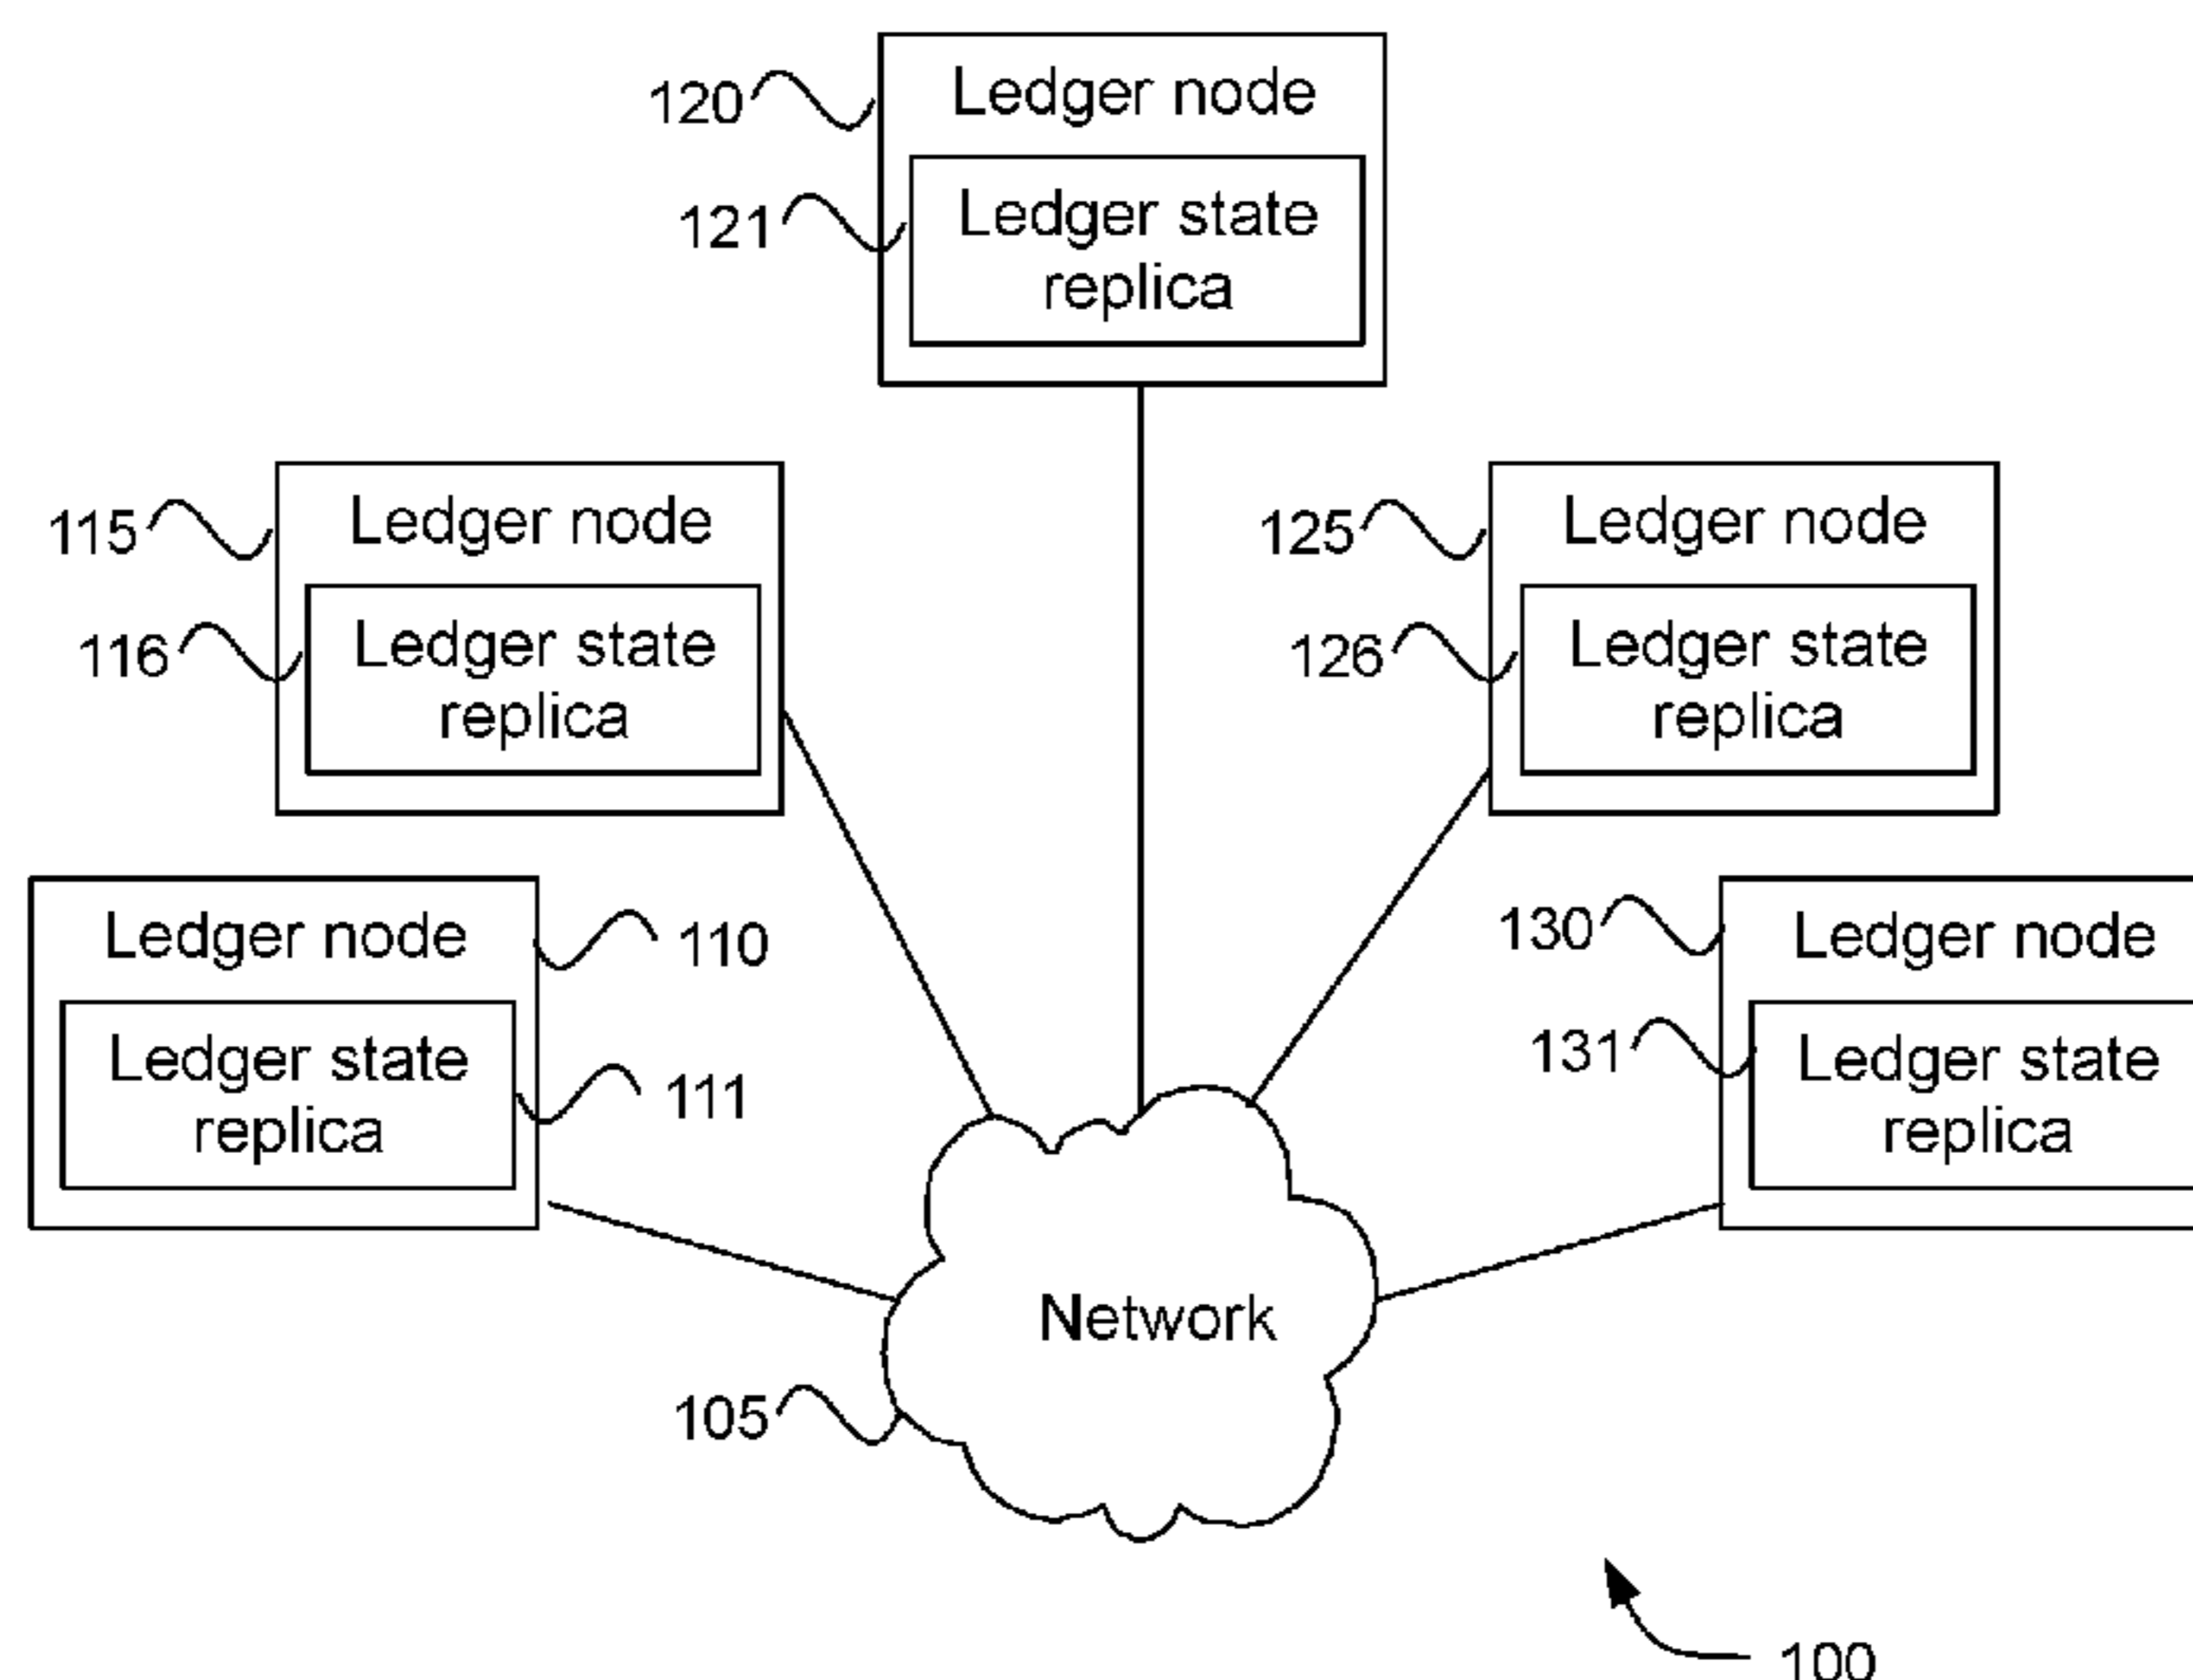 120
Ledger node
121
Ledger state
replica
115
Ledger node
116
Ledger state
replica
125
Ledger node
126
Ledger state
replica
Ledger node
110
Ledger state
replica
111
130
Ledger node
131
Ledger state
replica
Network
105
100